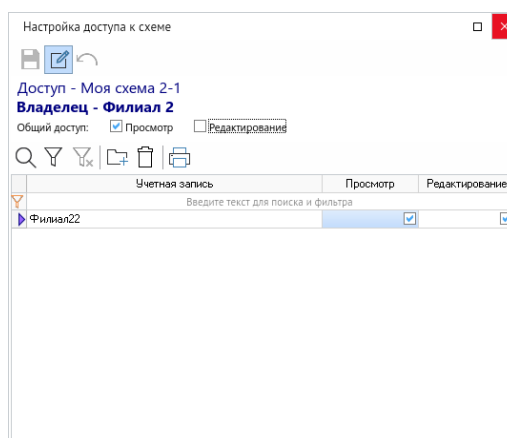 Настройка доступа к схеме
Доступ - Моя схема 2-1
Владелец - Филиал 2
Общий доступ: Просмотр Редактирование
Учетная запись Просмотр Редактирование
Введите текст для поиска и фильтра
Филиал22